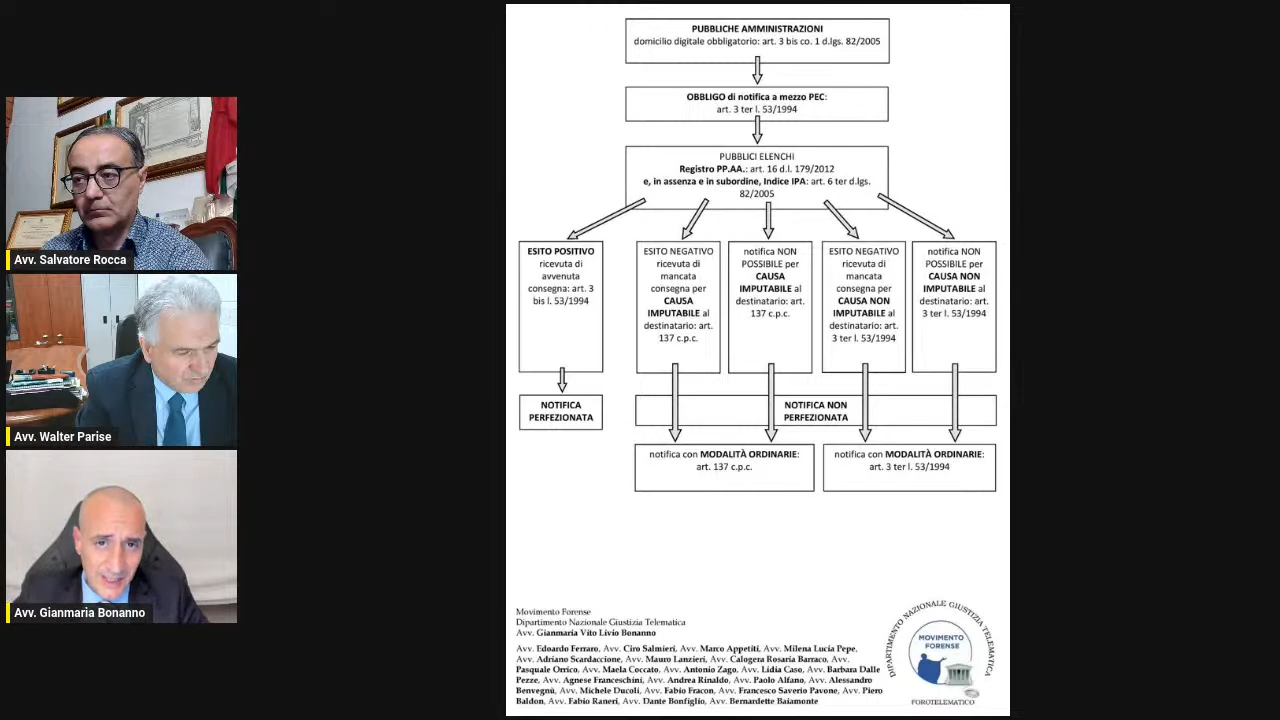 Avv. Salvatore Rocca
Avv. Walter Parise
Avv. Gianmaria Bonanno
PUBBLICHE AMMINISTRAZIONI
domicilio digitale obbligatorio: art. 3 bis co. 1 d.lgs. 82/2005
OBBLIGO di notifica a mezzo PEC:
art. 3 ter l. 53/1994
PUBBLICI ELENCHI
Registro PP.AA.: art. 16 d.l. 179/2012
e, in assenza e in subordine, Indice IPA: art. 6 ter d.lgs.
82/2005
ESITO POSITIVO
ricevuta di
avvenuta
consegna: art. 3
bis l. 53/1994
ESITO NEGATIVO
ricevuta di
mancata
consegna per
CAUSA
IMPUTABILE al
destinatario: art.
137 c.p.c.
notifica NON
POSSIBILE per
CAUSA
IMPUTABILE al
destinatario: art.
137 c.p.c.
ESITO NEGATIVO
ricevuta di
mancata
consegna per
CAUSA NON
IMPUTABILE al
destinatario: art.
3 ter l. 53/1994
notifica NON
POSSIBILE per
CAUSA NON
IMPUTABILE al
destinatario: art.
3 ter l. 53/1994
NOTIFICA
PERFEZIONATA
NOTIFICA NON
PERFEZIONATA
notifica con MODALITÀ ORDINARIE:
art. 137 c.p.c.
notifica con MODALITÀ ORDINARIE:
art. 3 ter l. 53/1994
Movimento Forense
Dipartimento Nazionale Giustizia Telematica
Avv. Gianmaria Vito Livio Bonanno
Avv. Edoardo Ferraro, Avv. Ciro Salmieri, Avv. Marco Appetiti, Avv. Milena Lucia Pepe,
Avv. Adriano Scardaccione, Avv. Mauro Lanzieri, Avv. Calogera Rosaria Barraco, Avv.
Pasquale Orrico, Avv. Maela Coccato, Avv. Antonio Zago, Avv. Lidia Caso, Avv. Barbara Dalle
Pezze, Avv. Agnese Franceschini, Avv. Andrea Rinaldo, Avv. Paolo Alfano, Avv. Alessandro
Benvegnù, Avv. Michele Ducoli, Avv. Fabio Fracon, Avv. Francesco Saverio Pavone, Avv. Piero
Baldon, Avv. Fabio Raneri, Avv. Dante Bonfiglio, Avv. Bernardette Baiamonte
DIPARTIMENTO NAZIONALE GIUSTIZIA TELEMATICA
MOVIMENTO
FORENSE
FOROTELEMATICO